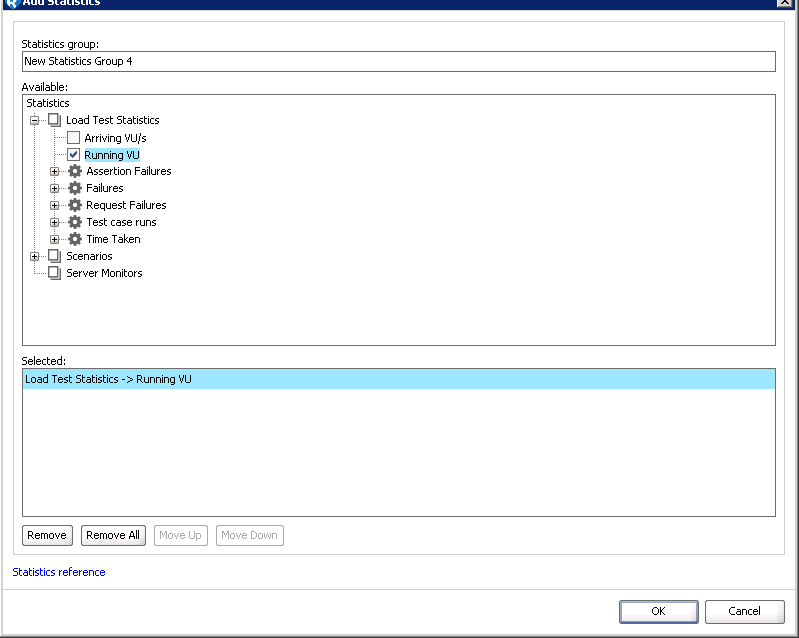 Add Statistics
Statistics group:
New Statistics Group 4
Available:
Statistics
Load Test Statistics
Arriving VU/s
Running VU
Assertion Failures
Failures
Request Failures
Test case runs
Time Taken
Scenarios
Server Monitors
Selected:
Load Test Statistics -> Running VU
Remove
Remove All
Move Up
Move Down
Statistics reference
OK
Cancel